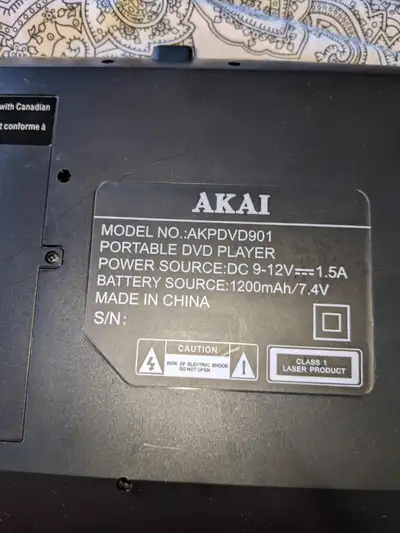 with Canadian
t conforme à
AKAI
MODEL NO.:AKPDVD901
PORTABLE DVD PLAYER
POWER SOURCE:DC 9-12V⎓1.5A
BATTERY SOURCE:1200mAh/7.4V
MADE IN CHINA
S/N:
CAUTION
RISK OF ELECTRIC SHOCK
DO NOT OPEN
CLASS 1
LASER PRODUCT